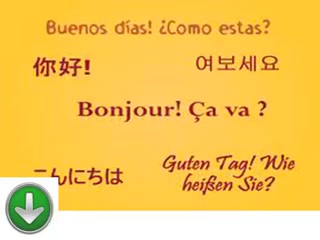 Buenos días! ¿Como estas?
你好!
여보세요
Bonjour! Ça va ?
こんにちは
Guten Tag! Wie
heißen Sie?